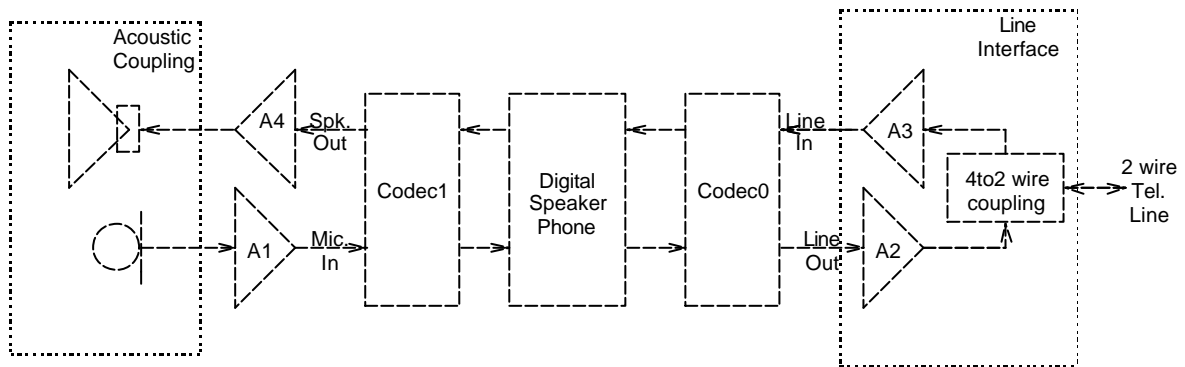 Acoustic
Coupling
Line
Interface
A4
Spk.
Out
Line
In
A3
Codec1
Digital
Speaker
Phone
Codec0
4to2 wire
coupling
2 wire
Tel.
Line
A1
Mic.
In
Line
Out
A2